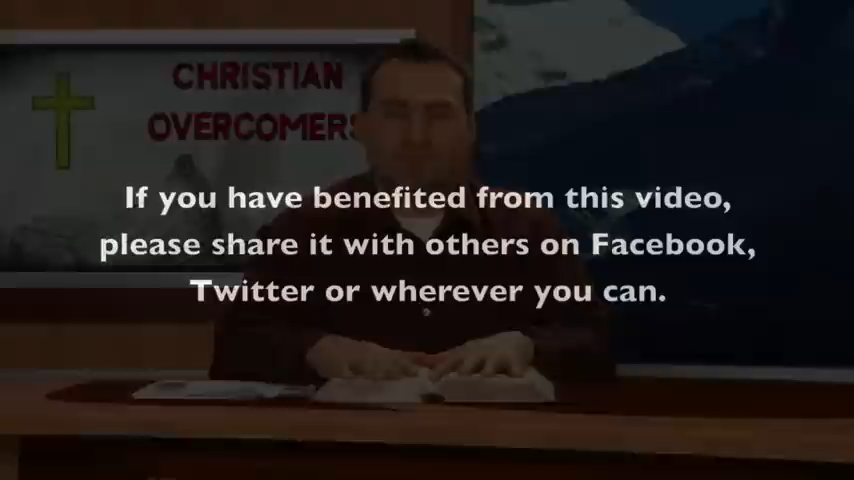 CHRISTIAN
OVERCOMERS
If you have benefited from this video,
please share it with others on Facebook,
Twitter or wherever you can.